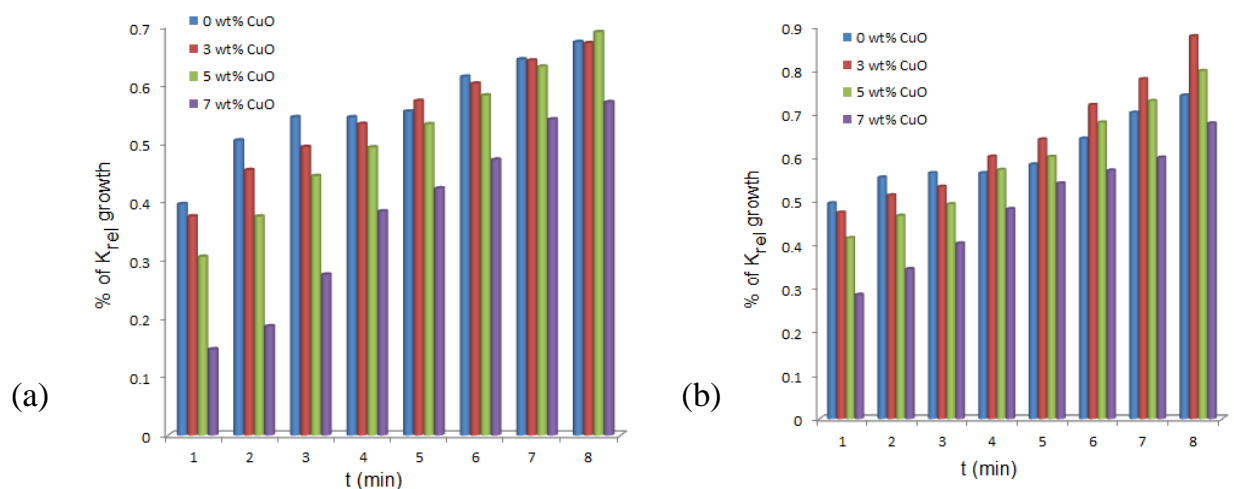 (a)
% of Krel growth
0.7
0.6
0.5
0.4
0.3
0.2
0.1
0
0 wt% CuO
3 wt% CuO
5 wt% CuO
7 wt% CuO
1 2 3 4 5 6 7 8
t (min)
(b)
% of Krel growth
0.9
0.8
0.7
0.6
0.5
0.4
0.3
0.2
0.1
0
0 wt% CuO
3 wt% CuO
5 wt% CuO
7 wt% CuO
1 2 3 4 5 6 7 8
t (min)